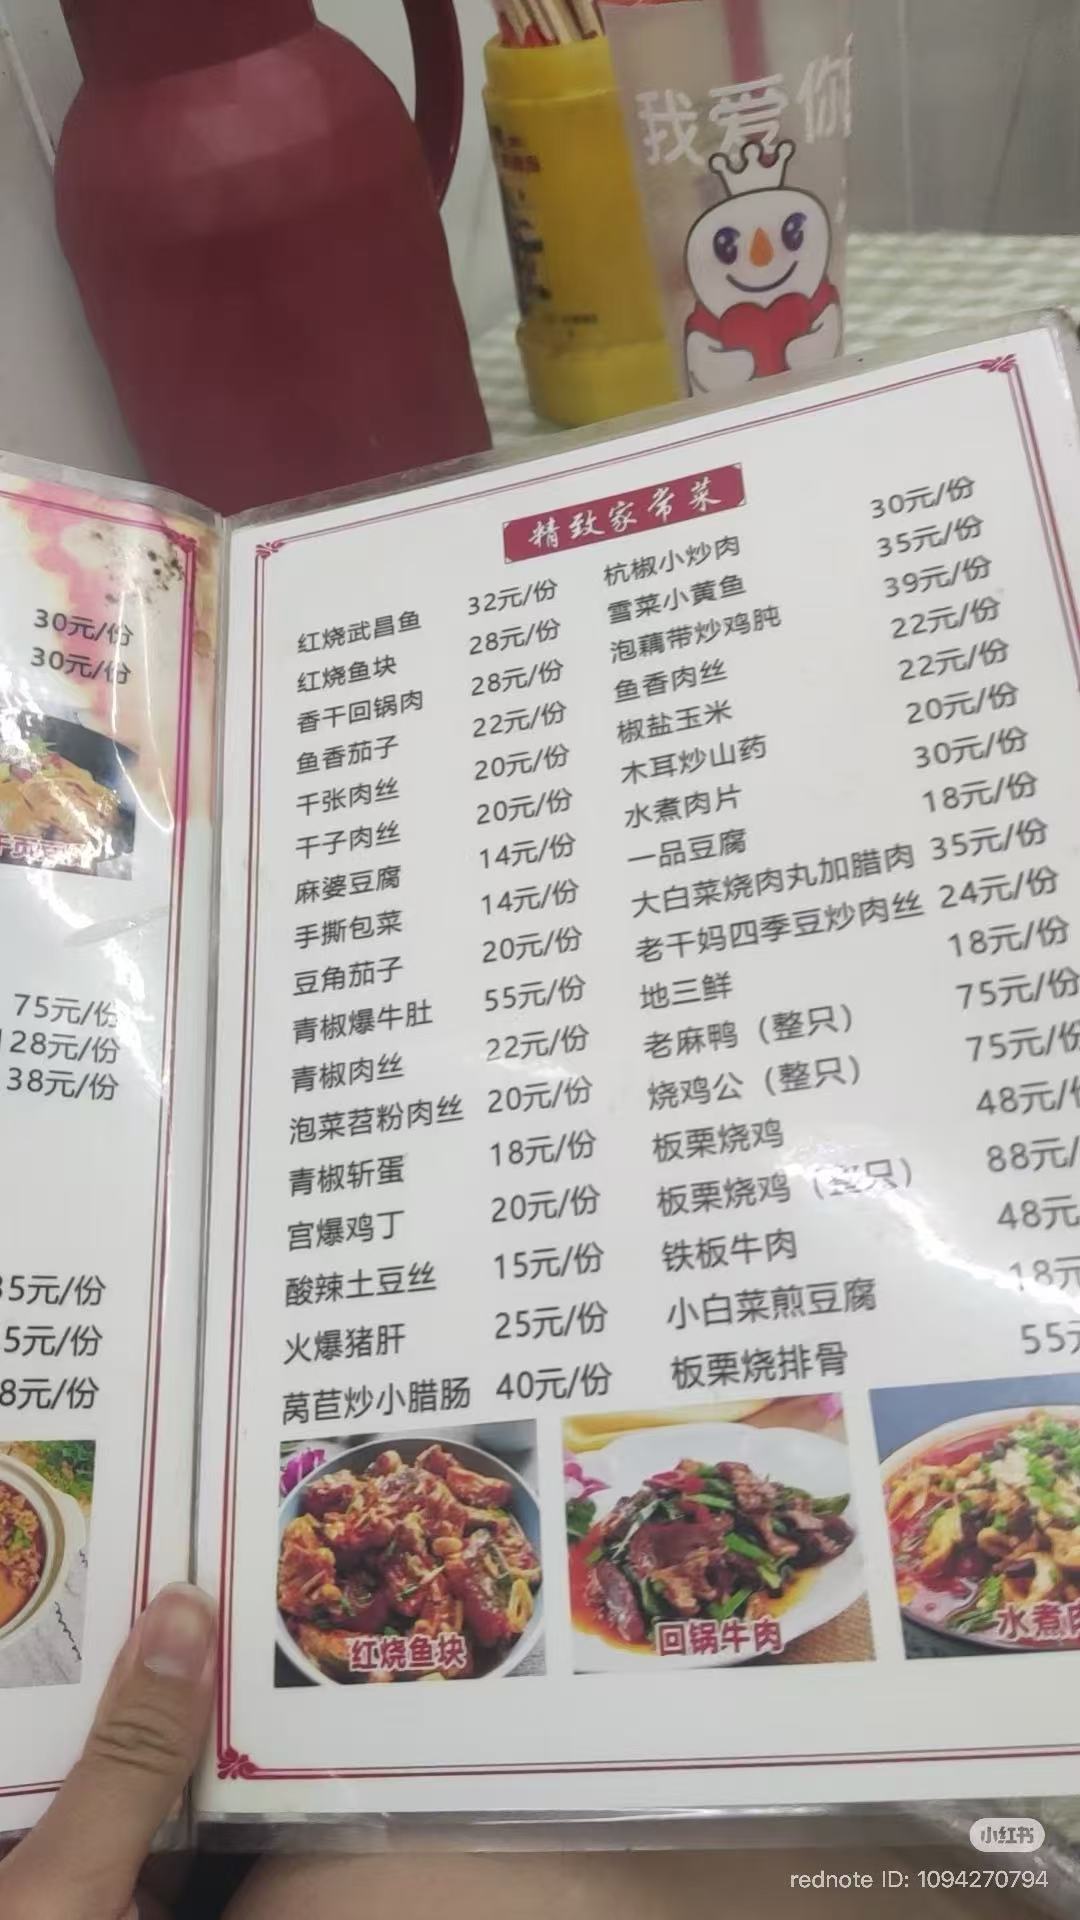 我爱你
30元/份
30元/份
75元/份
128元/份
38元/份
35元/份
5元/份
8元/份
精致家常菜
红烧武昌鱼 32元/份
红烧鱼块 28元/份
香干回锅肉 28元/份
鱼香茄子 22元/份
千张肉丝 20元/份
干子肉丝 20元/份
麻婆豆腐 14元/份
手撕包菜 14元/份
豆角茄子 20元/份
青椒爆牛肚 55元/份
青椒肉丝 22元/份
泡菜苕粉肉丝 20元/份
青椒斩蛋 18元/份
宫爆鸡丁 20元/份
酸辣土豆丝 15元/份
火爆猪肝 25元/份
莴苣炒小腊肠 40元/份
杭椒小炒肉 30元/份
雪菜小黄鱼 35元/份
泡藕带炒鸡肫 39元/份
鱼香肉丝 22元/份
椒盐玉米 22元/份
木耳炒山药 20元/份
水煮肉片 30元/份
一品豆腐 18元/份
大白菜烧肉丸加腊肉 35元/份
老干妈四季豆炒肉丝 24元/份
地三鲜 18元/份
老麻鸭（整只） 75元/份
烧鸡公（整只） 75元/份
板栗烧鸡 48元/份
板栗烧鸡（整只） 88元/
铁板牛肉 48元
小白菜煎豆腐 18元
板栗烧排骨 55元
红烧鱼块
回锅牛肉
水煮肉
小红书
rednote ID: 1094270794